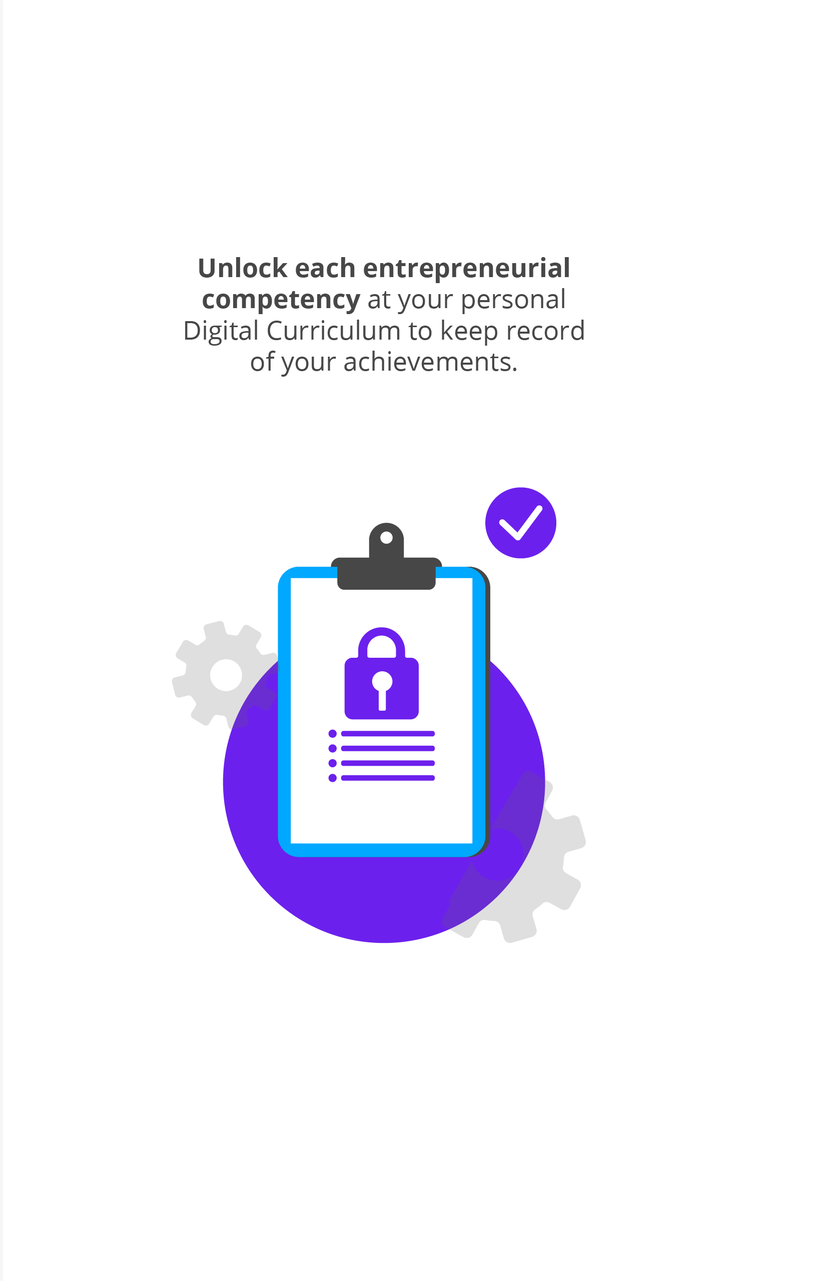 Unlock each entrepreneurial
competency at your personal
Digital Curriculum to keep record
of your achievements.